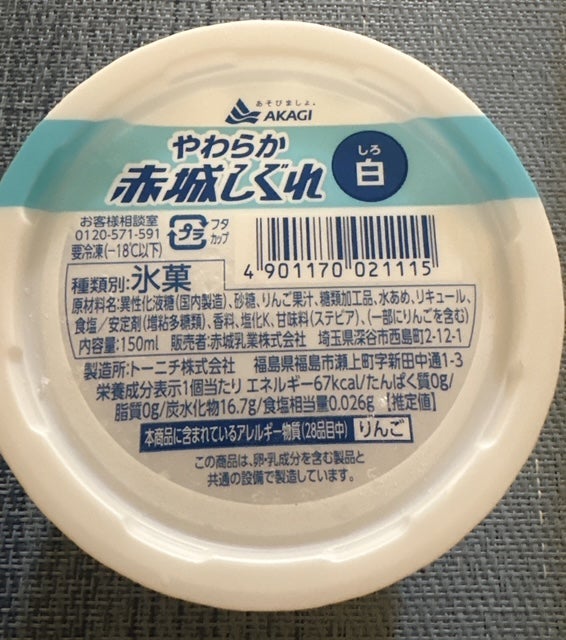 あそびましょ。
AKAGI
やわらか
赤城しぐれ
しろ
白
お客様相談室
0120-571-591
要冷凍(-18℃以下)
プラ
フタ
カップ
4 901170 021115
種類別:氷菓
原材料名:異性化液糖(国内製造)、砂糖、りんご果汁、糖類加工品、水あめ、リキュール、
食塩/安定剤(増粘多糖類)、香料、塩化K、甘味料(ステビア)、(一部にりんごを含む)
内容量:150ml 販売者:赤城乳業株式会社 埼玉県深谷市西島町2-12-1
製造所:トーニチ株式会社 福島県福島市瀬上町字新田中通1-3
栄養成分表示1個当たり エネルギー67kcal/たんぱく質0g/
脂質0g/炭水化物16.7g/食塩相当量0.026g 【推定値】
本商品に含まれているアレルギー物質(28品目中) りんご
この商品は、卵・乳成分を含む製品と
共通の設備で製造しています。